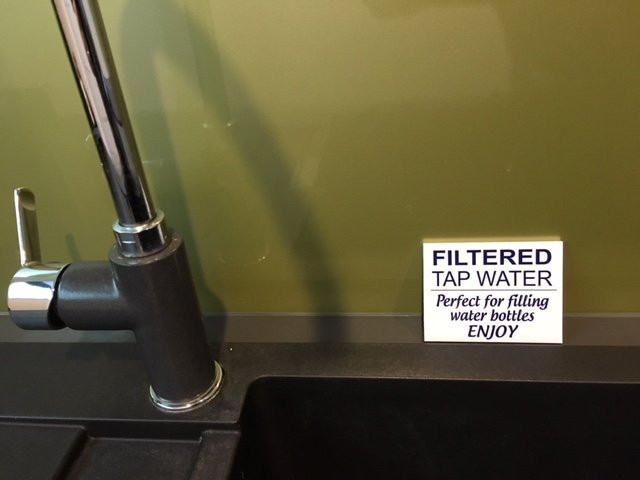 FILTERED
TAP WATER
Perfect for filling
water bottles
ENJOY